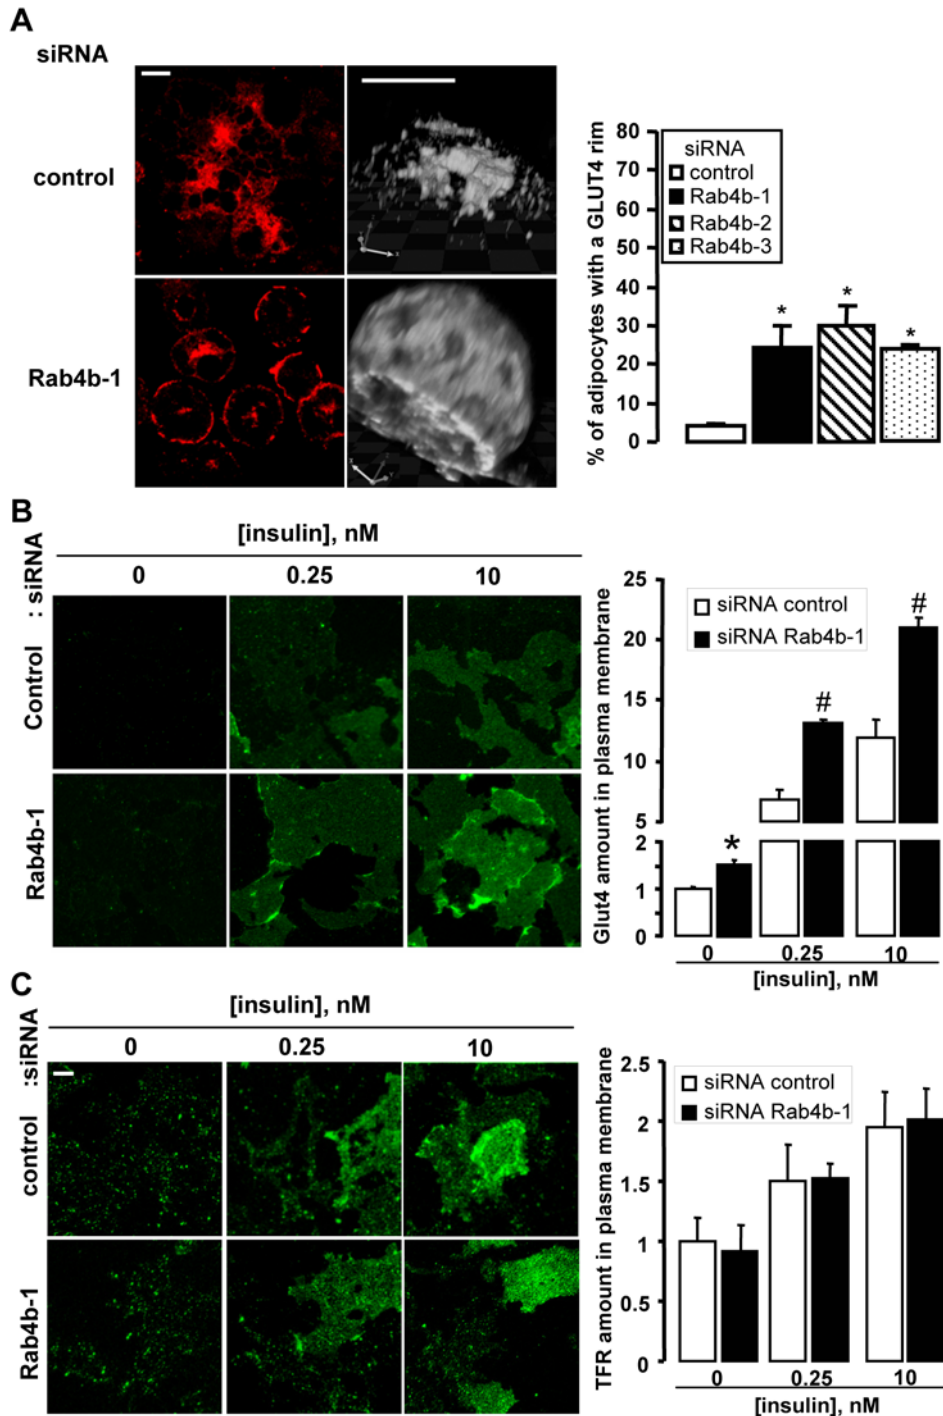 A
siRNA
control
Rab4b-1
% of adipocytes with a GLUT4 rim
80
70
60
50
40
30
20
10
0
siRNA
control
Rab4b-1
Rab4b-2
Rab4b-3
*
*
*
B
: siRNA
[insulin], nM
0
0.25
10
Control
Rab4b-1
Glut4 amount in plasma membrane
25
20
15
10
5
2
1
0
siRNA control
siRNA Rab4b-1
*
#
#
0
0.25
10
[insulin], nM
C
:siRNA
[insulin], nM
0
0.25
10
control
Rab4b-1
TFR amount in plasma membrane
2.5
2
1.5
1
0.5
0
siRNA control
siRNA Rab4b-1
0
0.25
10
[insulin], nM